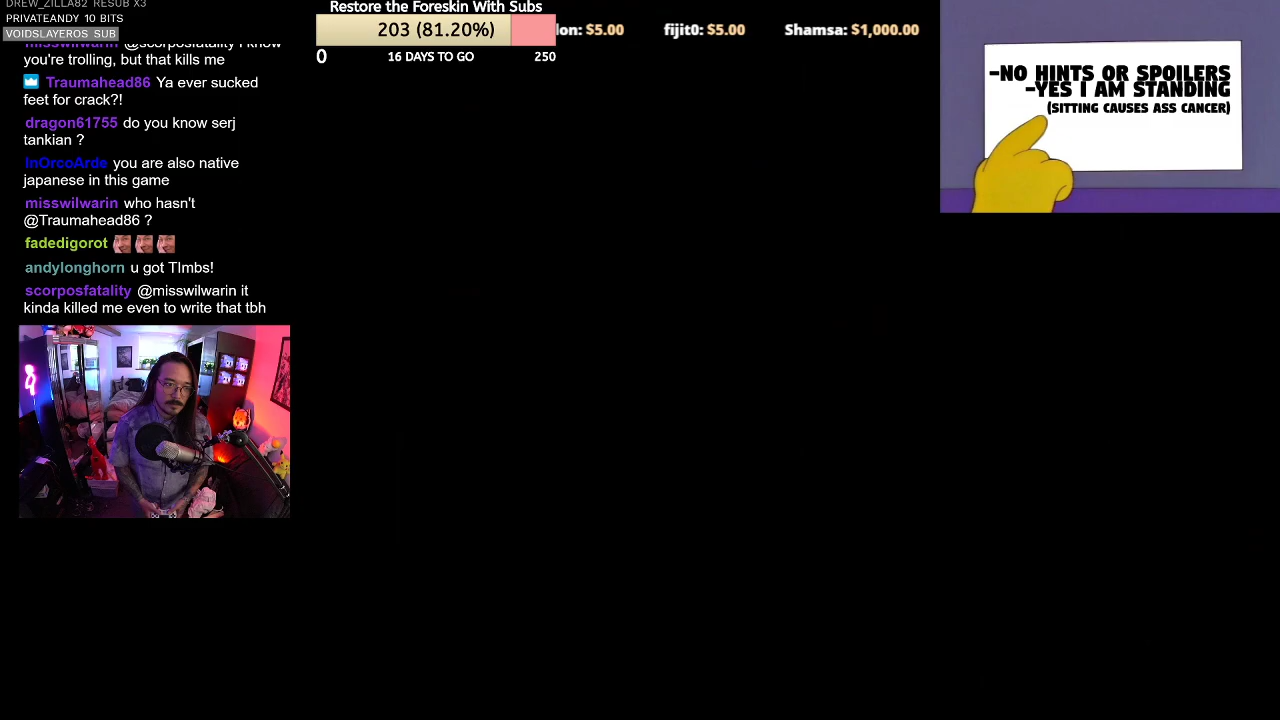 DREW_ZILLA82 RESUB X3
PRIVATEANDY 10 BITS
VOIDSLAYEROS SUB
misswilwarin @scorposfatality I know
you're trolling, but that kills me
Traumahead86 Ya ever sucked
feet for crack?!
dragon61755 do you know serj
tankian ?
InOrcoArde you are also native
japanese in this game
misswilwarin who hasn't
@Traumahead86 ?
fadedigorot
andylonghorn u got TImbs!
scorposfatality @misswilwarin it
kinda killed me even to write that tbh
Restore the Foreskin With Subs
203 (81.20%)
0 16 DAYS TO GO 250
lon: $5.00 fijit0: $5.00 Shamsa: $1,000.00
-NO HINTS OR SPOILERS
-YES I AM STANDING
(SITTING CAUSES ASS CANCER)